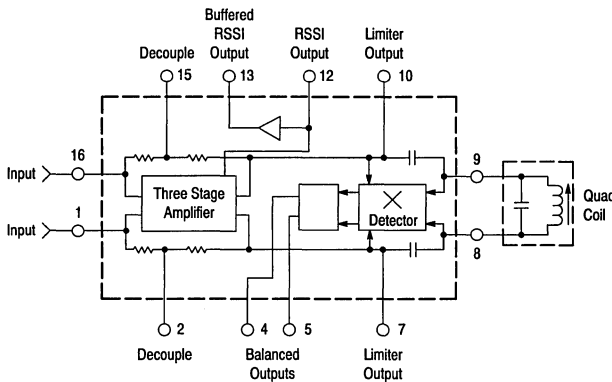 Buffered
RSSI
Output
RSSI
Output
Limiter
Output
Decouple
15
13
12
10
16
Input
Three Stage
Amplifier
Detector
9
Quad
Coil
1
Input
8
2
4
5
7
Decouple
Balanced
Outputs
Limiter
Output